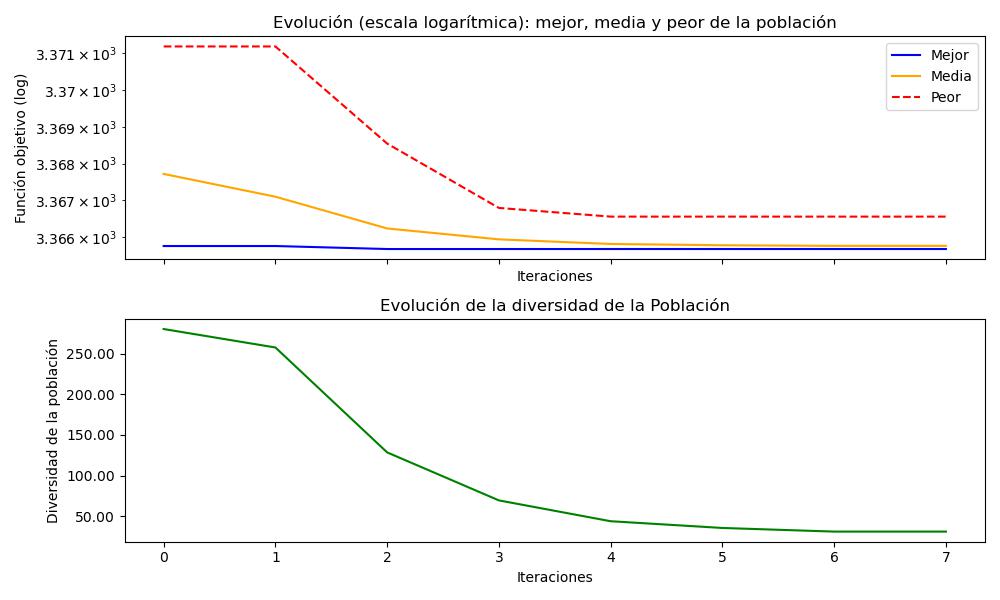 Evolución (escala logarítmica): mejor, media y peor de la población
Función objetivo (log)
3.371 × 10³
3.37 × 10³
3.369 × 10³
3.368 × 10³
3.367 × 10³
3.366 × 10³
Mejor
Media
Peor
Iteraciones
Evolución de la diversidad de la Población
Diversidad de la población
250.00
200.00
150.00
100.00
50.00
0 1 2 3 4 5 6 7
Iteraciones